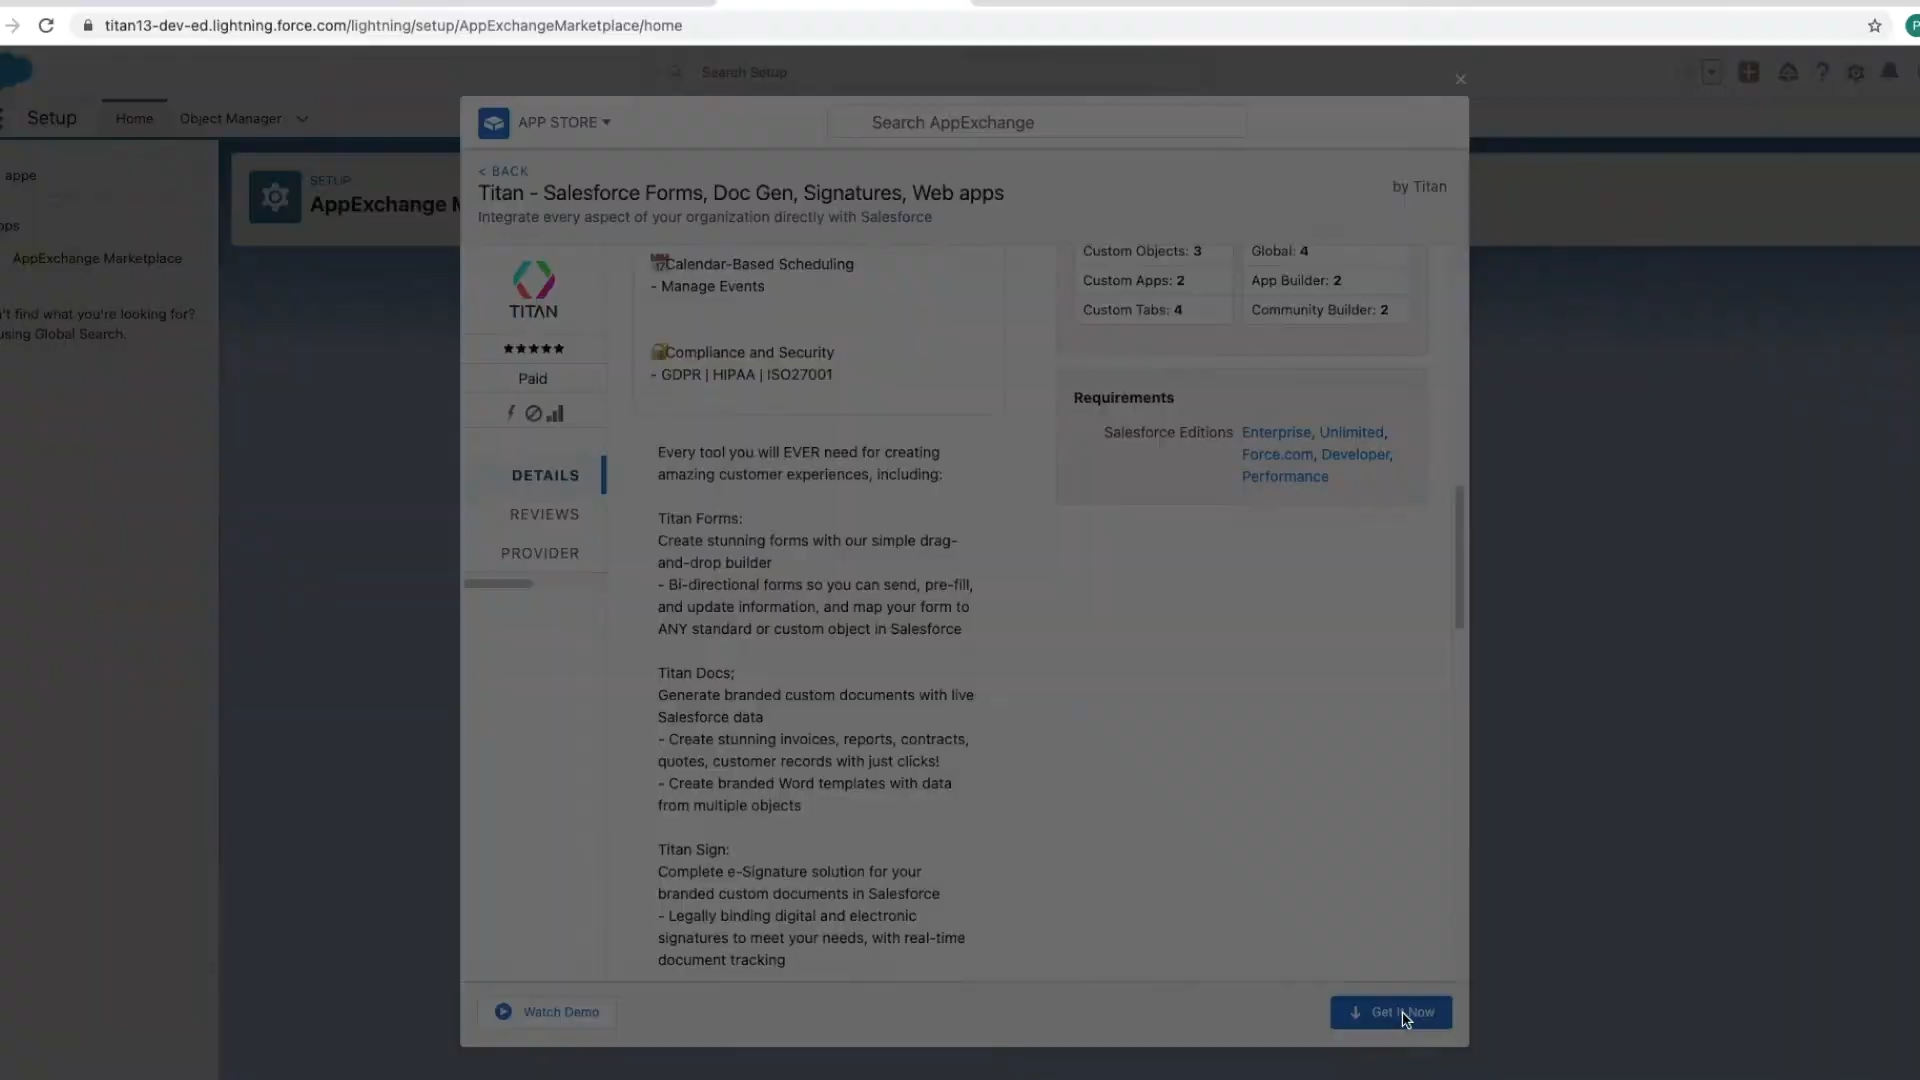 titan13-dev-ed.lightning.force.com/lightning/setup/AppExchangeMarketplace/home
P
Search Setup
Setup
Home
Object Manager
appe
SETUP
AppExchange M
ps
AppExchange Marketplace
't find what you're looking for?
using Global Search.
APP STORE
Search AppExchange
< BACK
Titan - Salesforce Forms, Doc Gen, Signatures, Web apps
by Titan
Integrate every aspect of your organization directly with Salesforce
TITAN
Paid
DETAILS
REVIEWS
PROVIDER
17
Calendar-Based Scheduling
- Manage Events
Compliance and Security
- GDPR | HIPAA | ISO27001
Every tool you will EVER need for creating
amazing customer experiences, including:
Titan Forms:
Create stunning forms with our simple drag-
and-drop builder
- Bi-directional forms so you can send, pre-fill,
and update information, and map your form to
ANY standard or custom object in Salesforce
Titan Docs;
Generate branded custom documents with live
Salesforce data
- Create stunning invoices, reports, contracts,
quotes, customer records with just clicks!
- Create branded Word templates with data
from multiple objects
Titan Sign:
Complete e-Signature solution for your
branded custom documents in Salesforce
- Legally binding digital and electronic
signatures to meet your needs, with real-time
document tracking
Custom Objects: 3
Global: 4
Custom Apps: 2
App Builder: 2
Custom Tabs: 4
Community Builder: 2
Requirements
Salesforce Editions
Enterprise, Unlimited,
Force.com, Developer,
Performance
Watch Demo
Get It Now